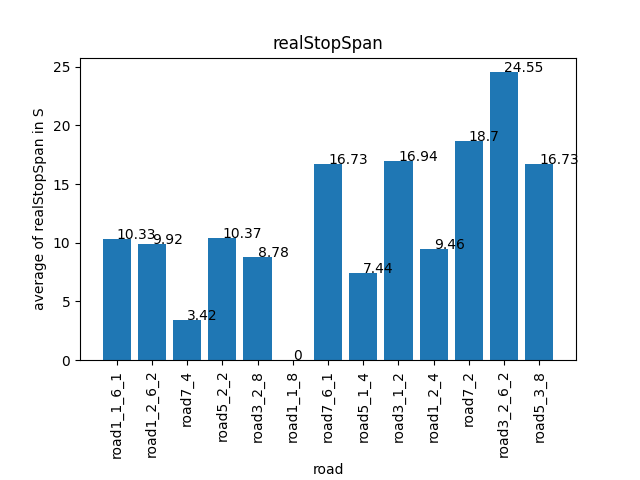 realStopSpan
average of realStopSpan in S
25
20
15
10
5
0
10.33
9.92
3.42
10.37
8.78
0
16.73
7.44
16.94
9.46
18.7
24.55
16.73
road1_1_6_1
road1_2_6_2
road7_4
road5_2_2
road3_2_8
road1_1_8
road7_6_1
road5_1_4
road3_1_2
road1_2_4
road7_2
road3_2_6_2
road5_3_8
road